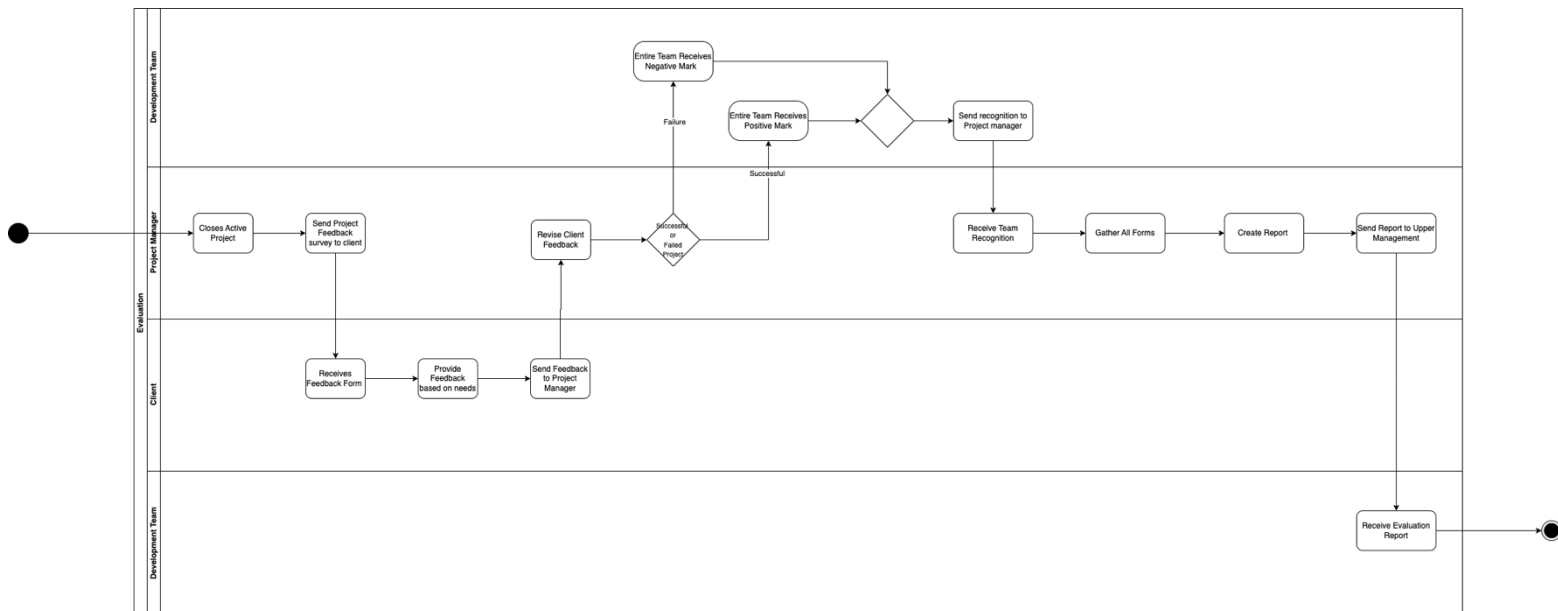 Evaluation
Development Team
Entire Team Receives
Negative Mark
Failure
Entire Team Receives
Positive Mark
Send recognition to
Project manager
Successful
Project Manager
Closes Active
Project
Send Project
Feedback
survey to client
Revise Client
Feedback
Successful
or
Failed
Project
Receive Team
Recognition
Gather All Forms
Create Report
Send Report to Upper
Management
Client
Receives
Feedback Form
Provide
Feedback
based on needs
Send Feedback
to Project
Manager
Development Team
Receive Evaluation
Report